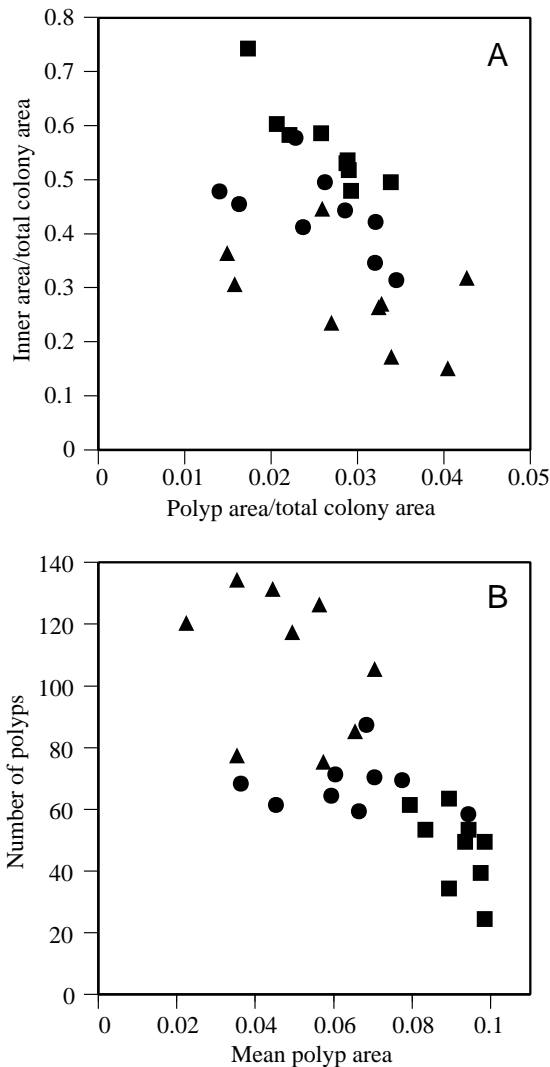 0.8
A
0.7
0.6
0.5
0.4
0.3
0.2
0.1
0
Inner area/total colony area
0 0.01 0.02 0.03 0.04 0.05
Polyp area/total colony area
140
B
120
100
80
60
40
20
0
Number of polyps
0 0.02 0.04 0.06 0.08 0.1
Mean polyp area